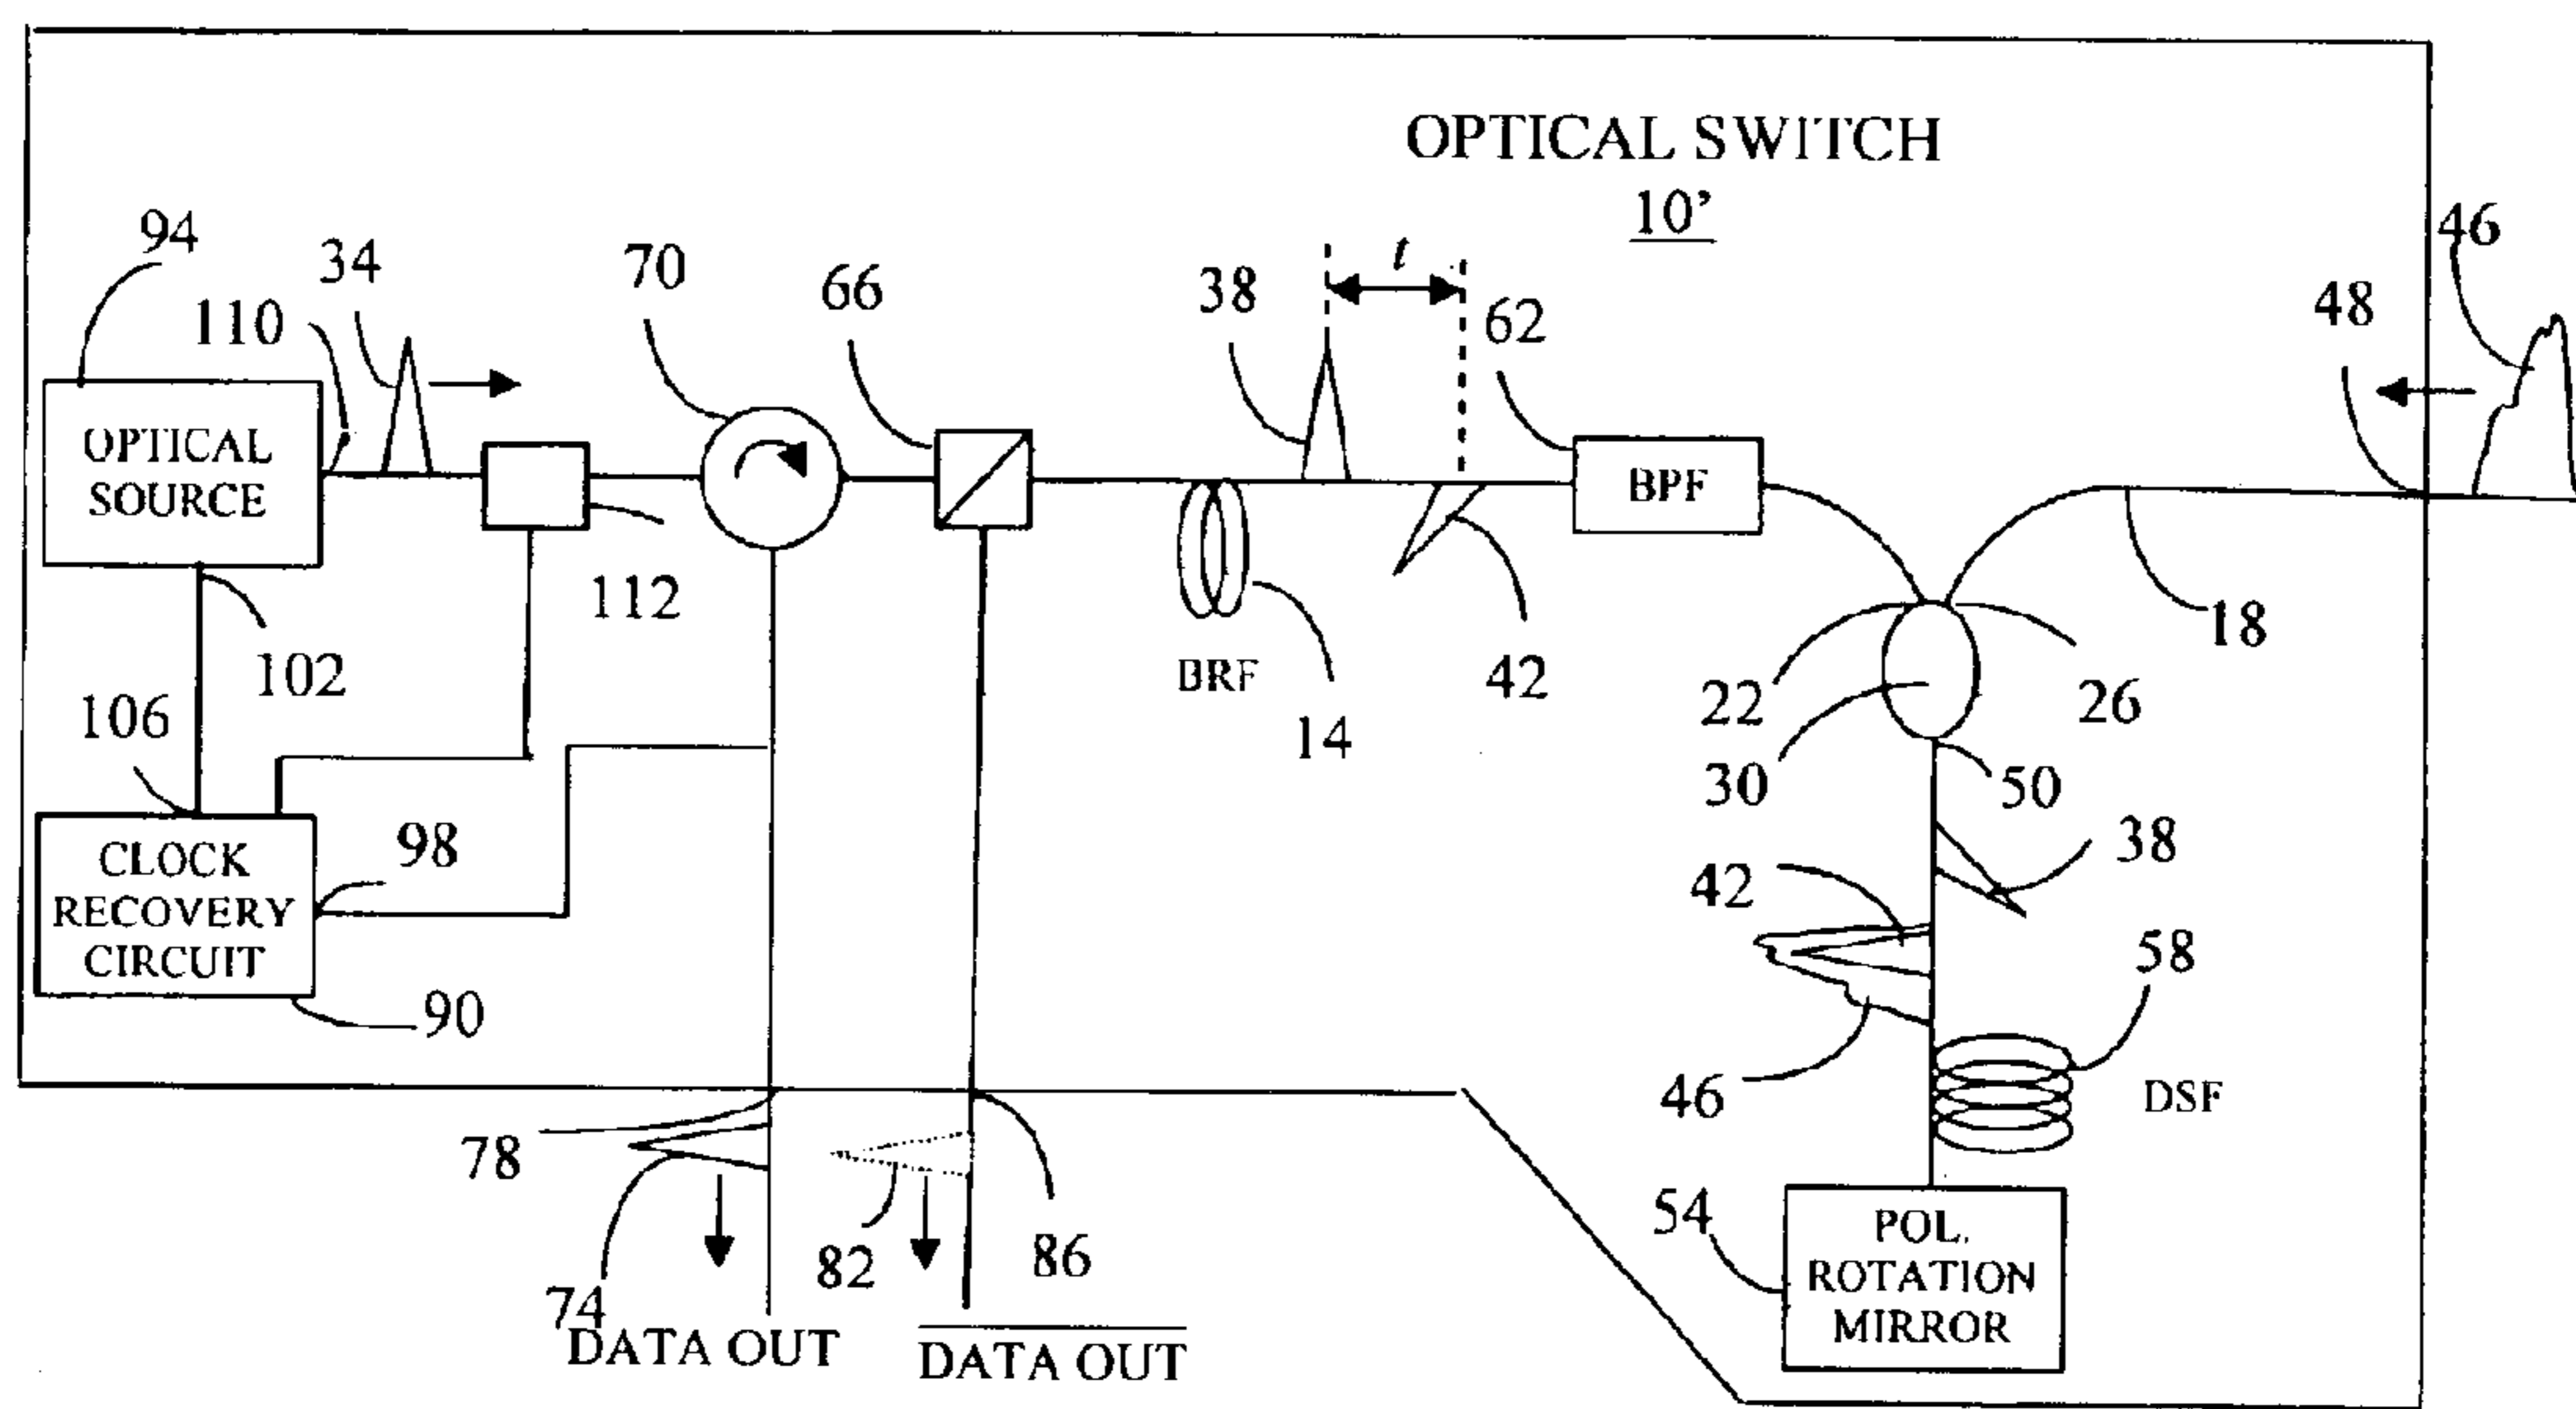 OPTICAL SWITCH
10’
94
34
110
70
66
38
t
62
48
46
OPTICAL
SOURCE
BPF
112
102
BRF
14
42
22
26
18
30
50
106
CLOCK
RECOVERY
CIRCUIT
98
90
42
38
46
58
DSF
78
74
82
86
54
POL.
ROTATION
MIRROR
DATA OUT
DATA OUT